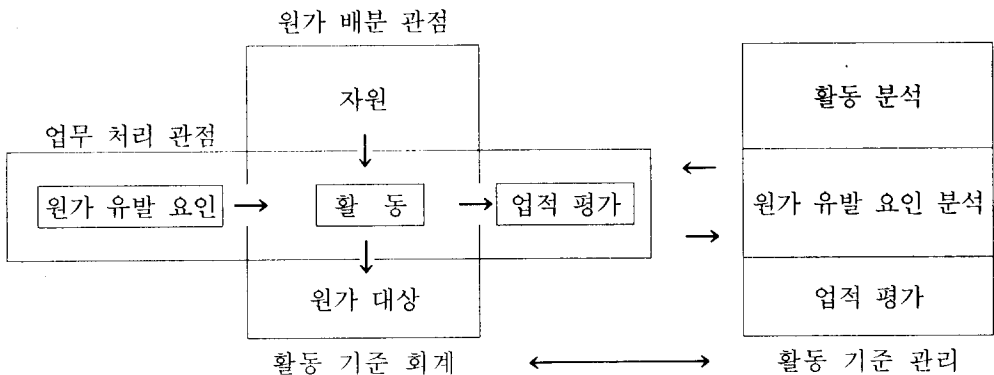 원가 배분 관점
자원
활동 분석
업무 처리 관점
원가 유발 요인
활 동
업적 평가
원가 유발 요인 분석
원가 대상
업적 평가
활동 기준 회계
활동 기준 관리